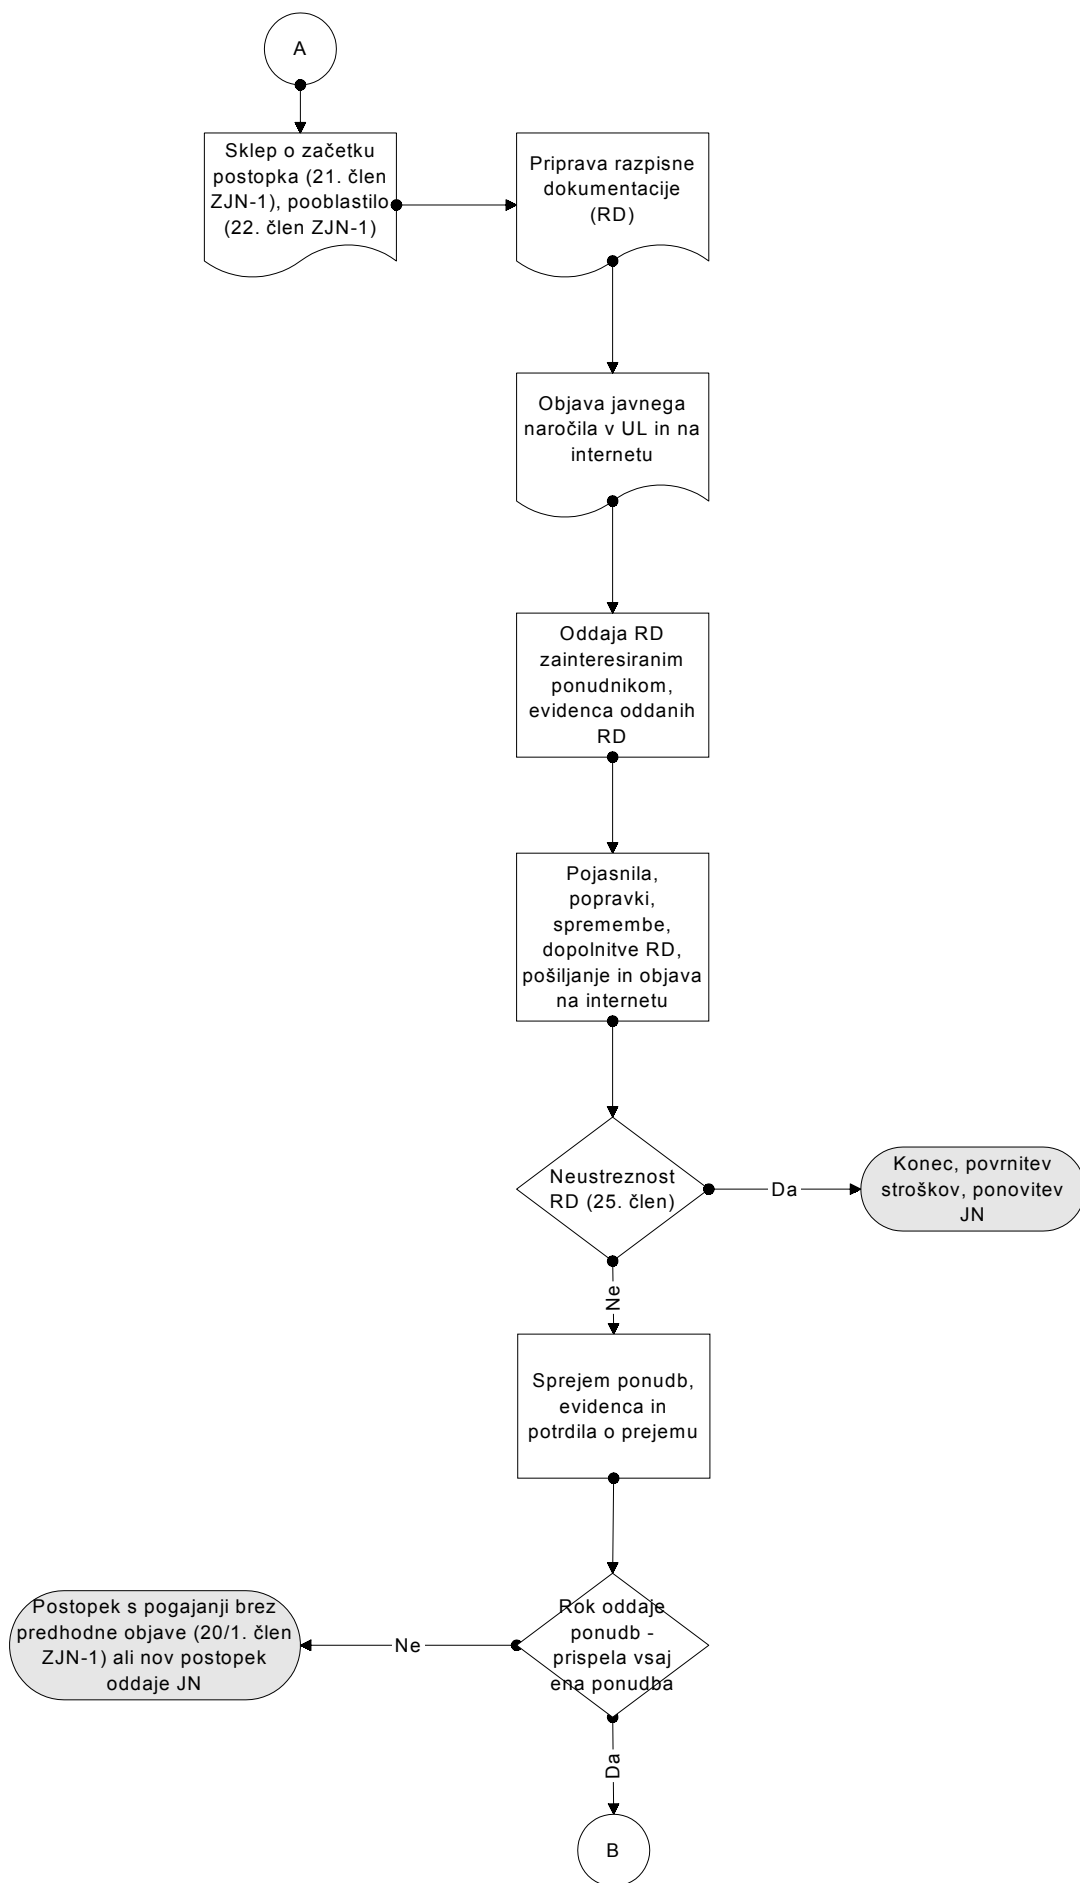 A
Sklep o začetku
postopka (21. člen
ZJN-1), pooblastilo
(22. člen ZJN-1)
Priprava razpisne
dokumentacije
(RD)
Objava javnega
naročila v UL in na
internetu
Oddaja RD
zainteresiranim
ponudnikom,
evidenca oddanih
RD
Pojasnila,
popravki,
spremembe,
dopolnitve RD,
pošiljanje in objava
na internetu
Neustreznost
RD (25. člen)
Da
Konec, povrnitev
stroškov, ponovitev
JN
Ne
Sprejem ponudb,
evidenca in
potrdila o prejemu
Rok oddaje
ponudb -
prispela vsaj
ena ponudba
Ne
Postopek s pogajanji brez
predhodne objave (20/1. člen
ZJN-1) ali nov postopek
oddaje JN
Da
B